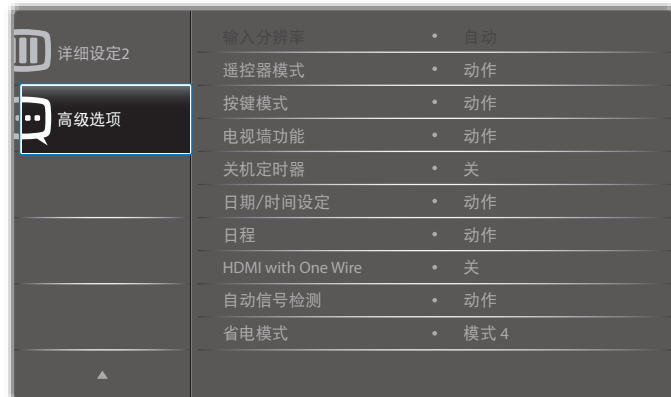 详细设定2
高级选项
输入分辨率 • 自动
遥控器模式 • 动作
按键模式 • 动作
电视墙功能 • 动作
关机定时器 • 关
日期/时间设定 • 动作
日程 • 动作
HDMI with One Wire • 关
自动信号检测 • 动作
省电模式 • 模式 4